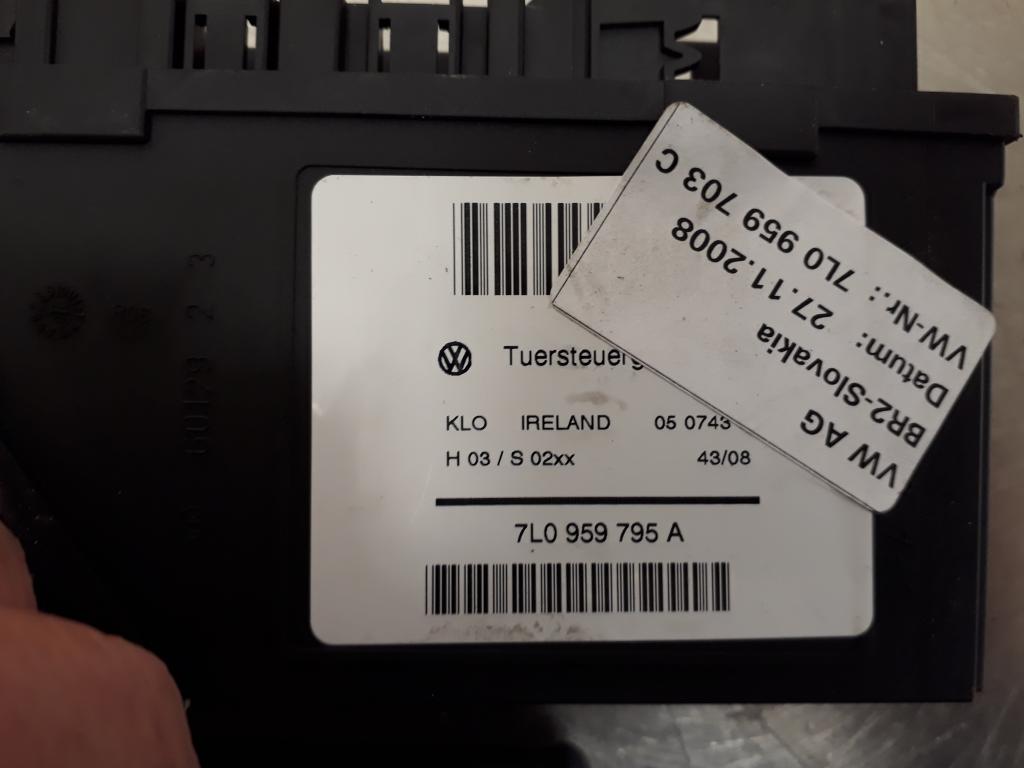 Tuersteuerg
KLO IRELAND 05 0743
H 03 / S 02xx 43/08
7L0 959 795 A
VW AG
BR2-Slovakia
Datum: 27.11.2008
VW-Nr.: 7L0 959 703 C